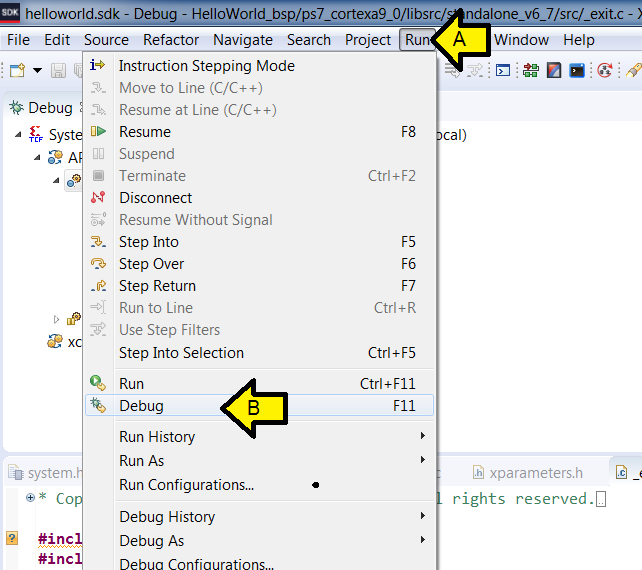 SDK helloworld.sdk - Debug - HelloWorld_bsp/ps7_cortexa9_0/libsrc/standalone_v6_7/src/_exit.c - X
File Edit Source Refactor Navigate Search Project Run A Window Help
Instruction Stepping Mode
Move to Line (C/C++)
Debug
Resume at Line (C/C++)
TCF Syste ocal)
Resume F8
AP
Suspend
Terminate Ctrl+F2
Disconnect
Resume Without Signal
Step Into F5
Step Over F6
Step Return F7
Run to Line Ctrl+R
Use Step Filters
xc
Step Into Selection Ctrl+F5
Run Ctrl+F11
Debug B F11
Run History
Run As
system.h c xparameters.h
Run Configurations...
* Cop l rights reserved.
Debug History
#incl
Debug As
#incl
Debug Configurations...